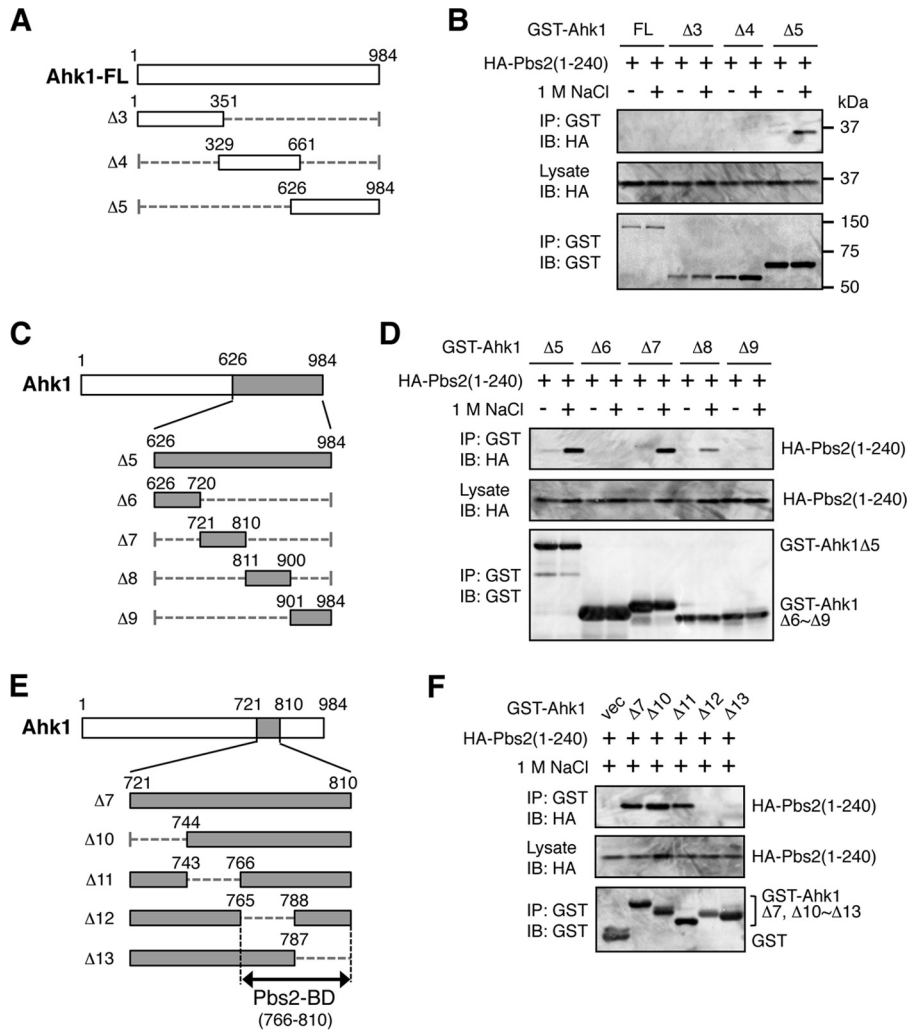 A
1 984
Ahk1-FL
1 351
Δ3
329 661
Δ4
626 984
Δ5
B
GST-Ahk1 FL Δ3 Δ4 Δ5
HA-Pbs2(1-240) + + + + + + + +
1 M NaCl - + - + - + - +
kDa
IP: GST
IB: HA
37
Lysate
IB: HA
37
IP: GST
IB: GST
150
75
50
C
1 626 984
Ahk1
626 984
Δ5
626 720
Δ6
721 810
Δ7
811 900
Δ8
901 984
Δ9
D
GST-Ahk1 Δ5 Δ6 Δ7 Δ8 Δ9
HA-Pbs2(1-240) + + + + + + + + + +
1 M NaCl - + - + - + - + - +
IP: GST
IB: HA
HA-Pbs2(1-240)
Lysate
IB: HA
HA-Pbs2(1-240)
IP: GST
IB: GST
GST-Ahk1Δ5
GST-Ahk1
Δ6~Δ9
E
1 721 810 984
Ahk1
721 810
Δ7
744
Δ10
743 766
Δ11
765 788
Δ12
787
Δ13
Pbs2-BD
(766-810)
F
GST-Ahk1 vec Δ7 Δ10 Δ11 Δ12 Δ13
HA-Pbs2(1-240) + + + + + +
1 M NaCl + + + + + +
IP: GST
IB: HA
HA-Pbs2(1-240)
Lysate
IB: HA
HA-Pbs2(1-240)
IP: GST
IB: GST
GST-Ahk1
Δ7, Δ10~Δ13
GST